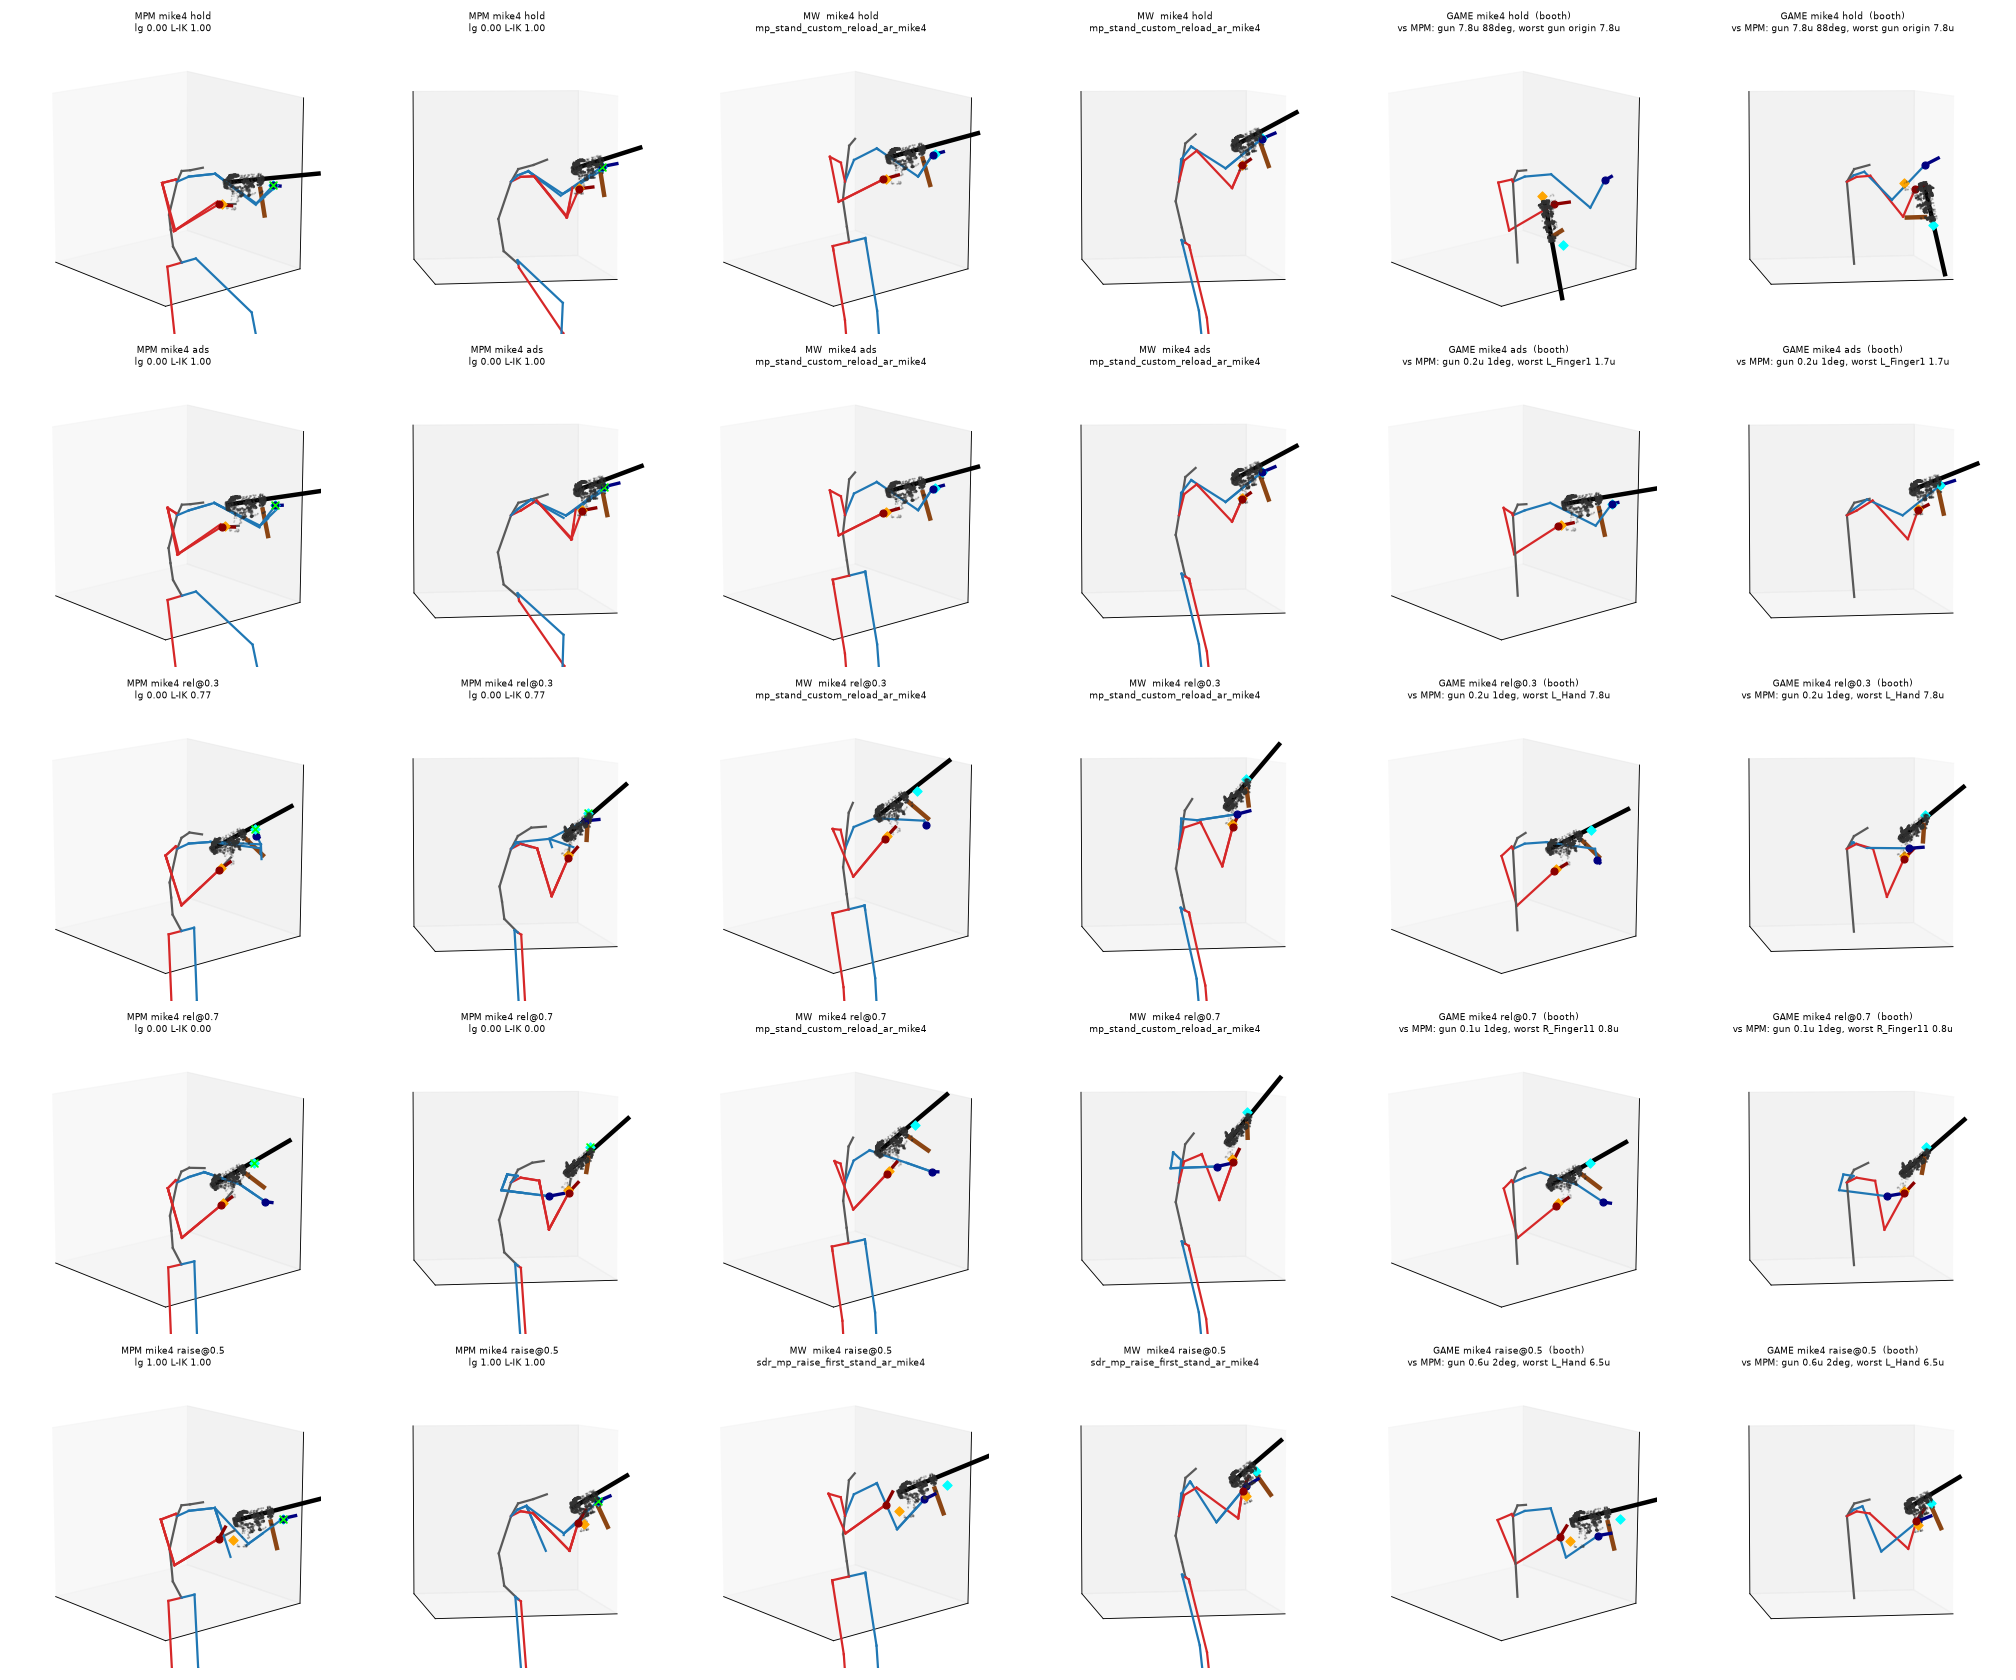 MPM mike4 hold
lg 0.00 L-IK 1.00
MPM mike4 hold
lg 0.00 L-IK 1.00
MW  mike4 hold
mp_stand_custom_reload_ar_mike4
MW  mike4 hold
mp_stand_custom_reload_ar_mike4
GAME mike4 hold  (booth)
vs MPM: gun 7.8u 88deg, worst gun origin 7.8u
GAME mike4 hold  (booth)
vs MPM: gun 7.8u 88deg, worst gun origin 7.8u
MPM mike4 ads
lg 0.00 L-IK 1.00
MPM mike4 ads
lg 0.00 L-IK 1.00
MW  mike4 ads
mp_stand_custom_reload_ar_mike4
MW  mike4 ads
mp_stand_custom_reload_ar_mike4
GAME mike4 ads  (booth)
vs MPM: gun 0.2u 1deg, worst L_Finger1 1.7u
GAME mike4 ads  (booth)
vs MPM: gun 0.2u 1deg, worst L_Finger1 1.7u
MPM mike4 rel@0.3
lg 0.00 L-IK 0.77
MPM mike4 rel@0.3
lg 0.00 L-IK 0.77
MW  mike4 rel@0.3
mp_stand_custom_reload_ar_mike4
MW  mike4 rel@0.3
mp_stand_custom_reload_ar_mike4
GAME mike4 rel@0.3  (booth)
vs MPM: gun 0.2u 1deg, worst L_Hand 7.8u
GAME mike4 rel@0.3  (booth)
vs MPM: gun 0.2u 1deg, worst L_Hand 7.8u
MPM mike4 rel@0.7
lg 0.00 L-IK 0.00
MPM mike4 rel@0.7
lg 0.00 L-IK 0.00
MW  mike4 rel@0.7
mp_stand_custom_reload_ar_mike4
MW  mike4 rel@0.7
mp_stand_custom_reload_ar_mike4
GAME mike4 rel@0.7  (booth)
vs MPM: gun 0.1u 1deg, worst R_Finger11 0.8u
GAME mike4 rel@0.7  (booth)
vs MPM: gun 0.1u 1deg, worst R_Finger11 0.8u
MPM mike4 raise@0.5
lg 1.00 L-IK 1.00
MPM mike4 raise@0.5
lg 1.00 L-IK 1.00
MW  mike4 raise@0.5
sdr_mp_raise_first_stand_ar_mike4
MW  mike4 raise@0.5
sdr_mp_raise_first_stand_ar_mike4
GAME mike4 raise@0.5  (booth)
vs MPM: gun 0.6u 2deg, worst L_Hand 6.5u
GAME mike4 raise@0.5  (booth)
vs MPM: gun 0.6u 2deg, worst L_Hand 6.5u